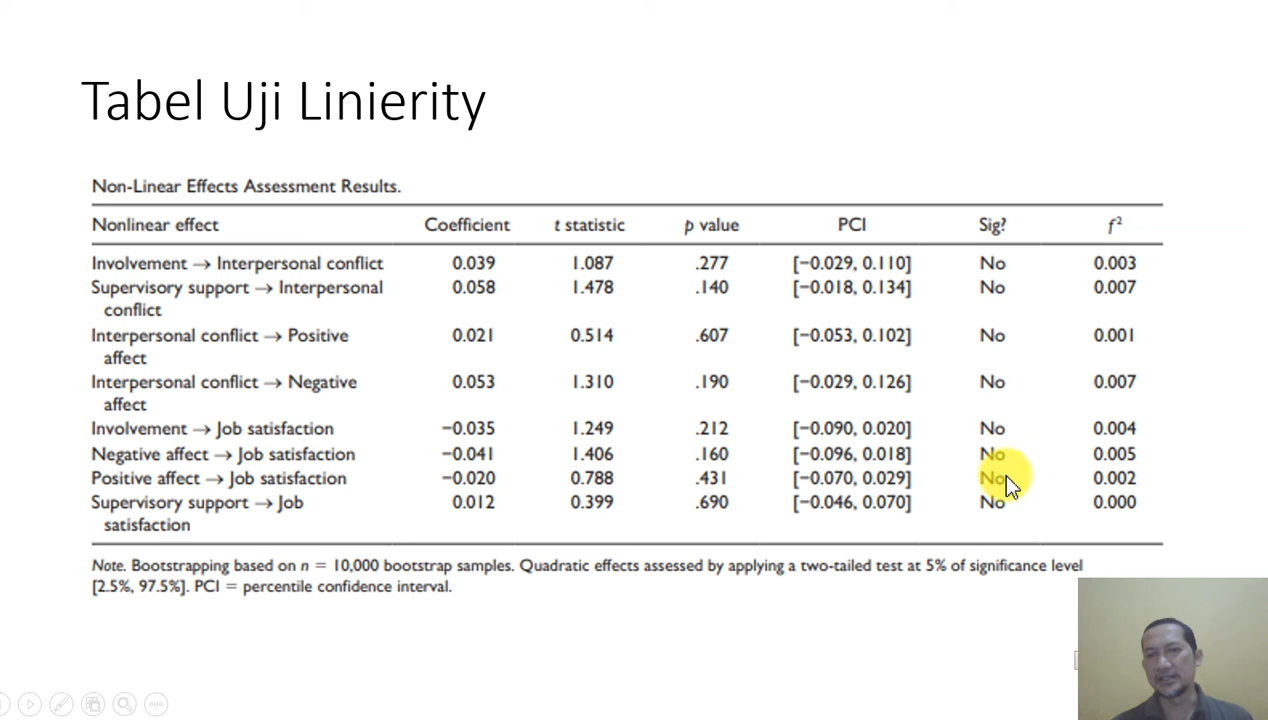 Tabel Uji Linierity
Non-Linear Effects Assessment Results.
Nonlinear effect Coefficient t statistic p value PCI Sig? f²
Involvement → Interpersonal conflict 0.039 1.087 .277 [−0.029, 0.110] No 0.003
Supervisory support → Interpersonal 0.058 1.478 .140 [−0.018, 0.134] No 0.007
conflict
Interpersonal conflict → Positive 0.021 0.514 .607 [−0.053, 0.102] No 0.001
affect
Interpersonal conflict → Negative 0.053 1.310 .190 [−0.029, 0.126] No 0.007
affect
Involvement → Job satisfaction −0.035 1.249 .212 [−0.090, 0.020] No 0.004
Negative affect → Job satisfaction −0.041 1.406 .160 [−0.096, 0.018] No 0.005
Positive affect → Job satisfaction −0.020 0.788 .431 [−0.070, 0.029] No 0.002
Supervisory support → Job 0.012 0.399 .690 [−0.046, 0.070] No 0.000
satisfaction
Note. Bootstrapping based on n = 10,000 bootstrap samples. Quadratic effects assessed by applying a two-tailed test at 5% of significance level
[2.5%, 97.5%]. PCI = percentile confidence interval.